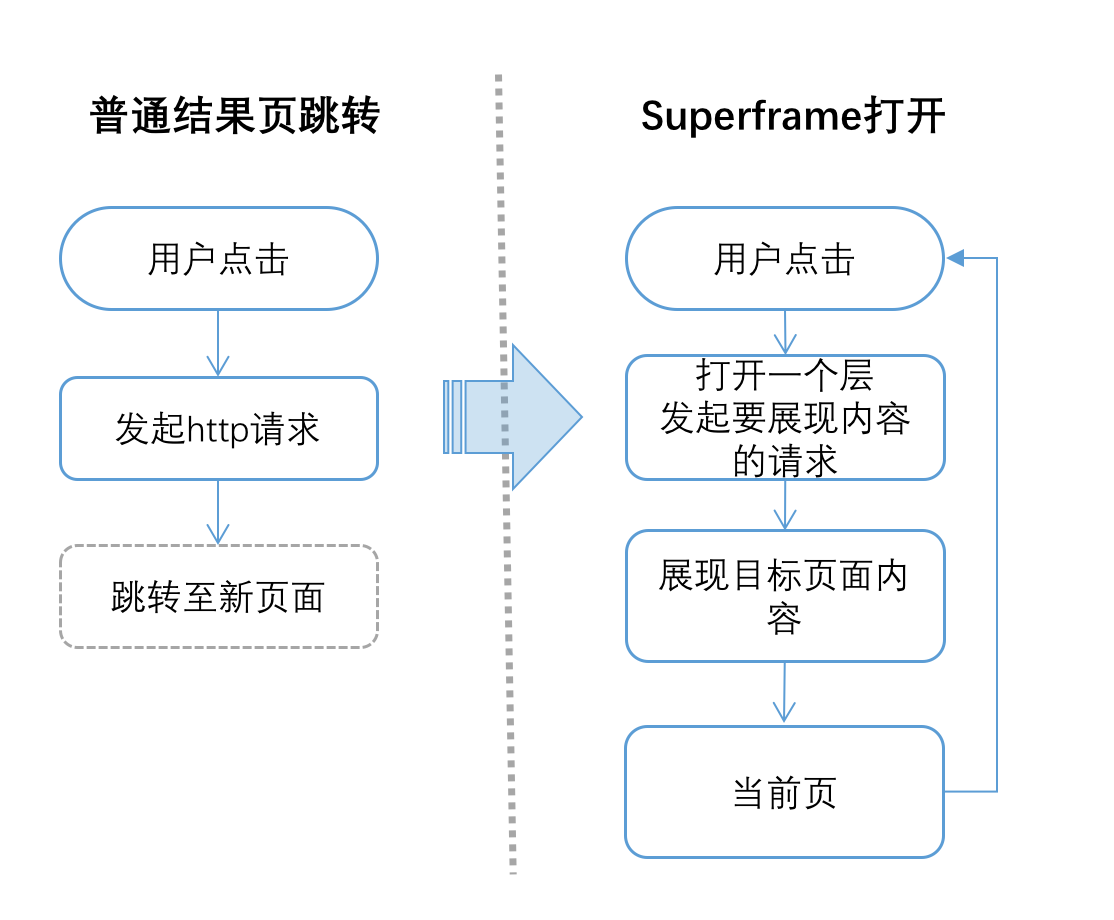 普通结果页跳转
用户点击
发起http请求
跳转至新页面
Superframe打开
用户点击
打开一个层
发起要展现内容
的请求
展现目标页面内
容
当前页